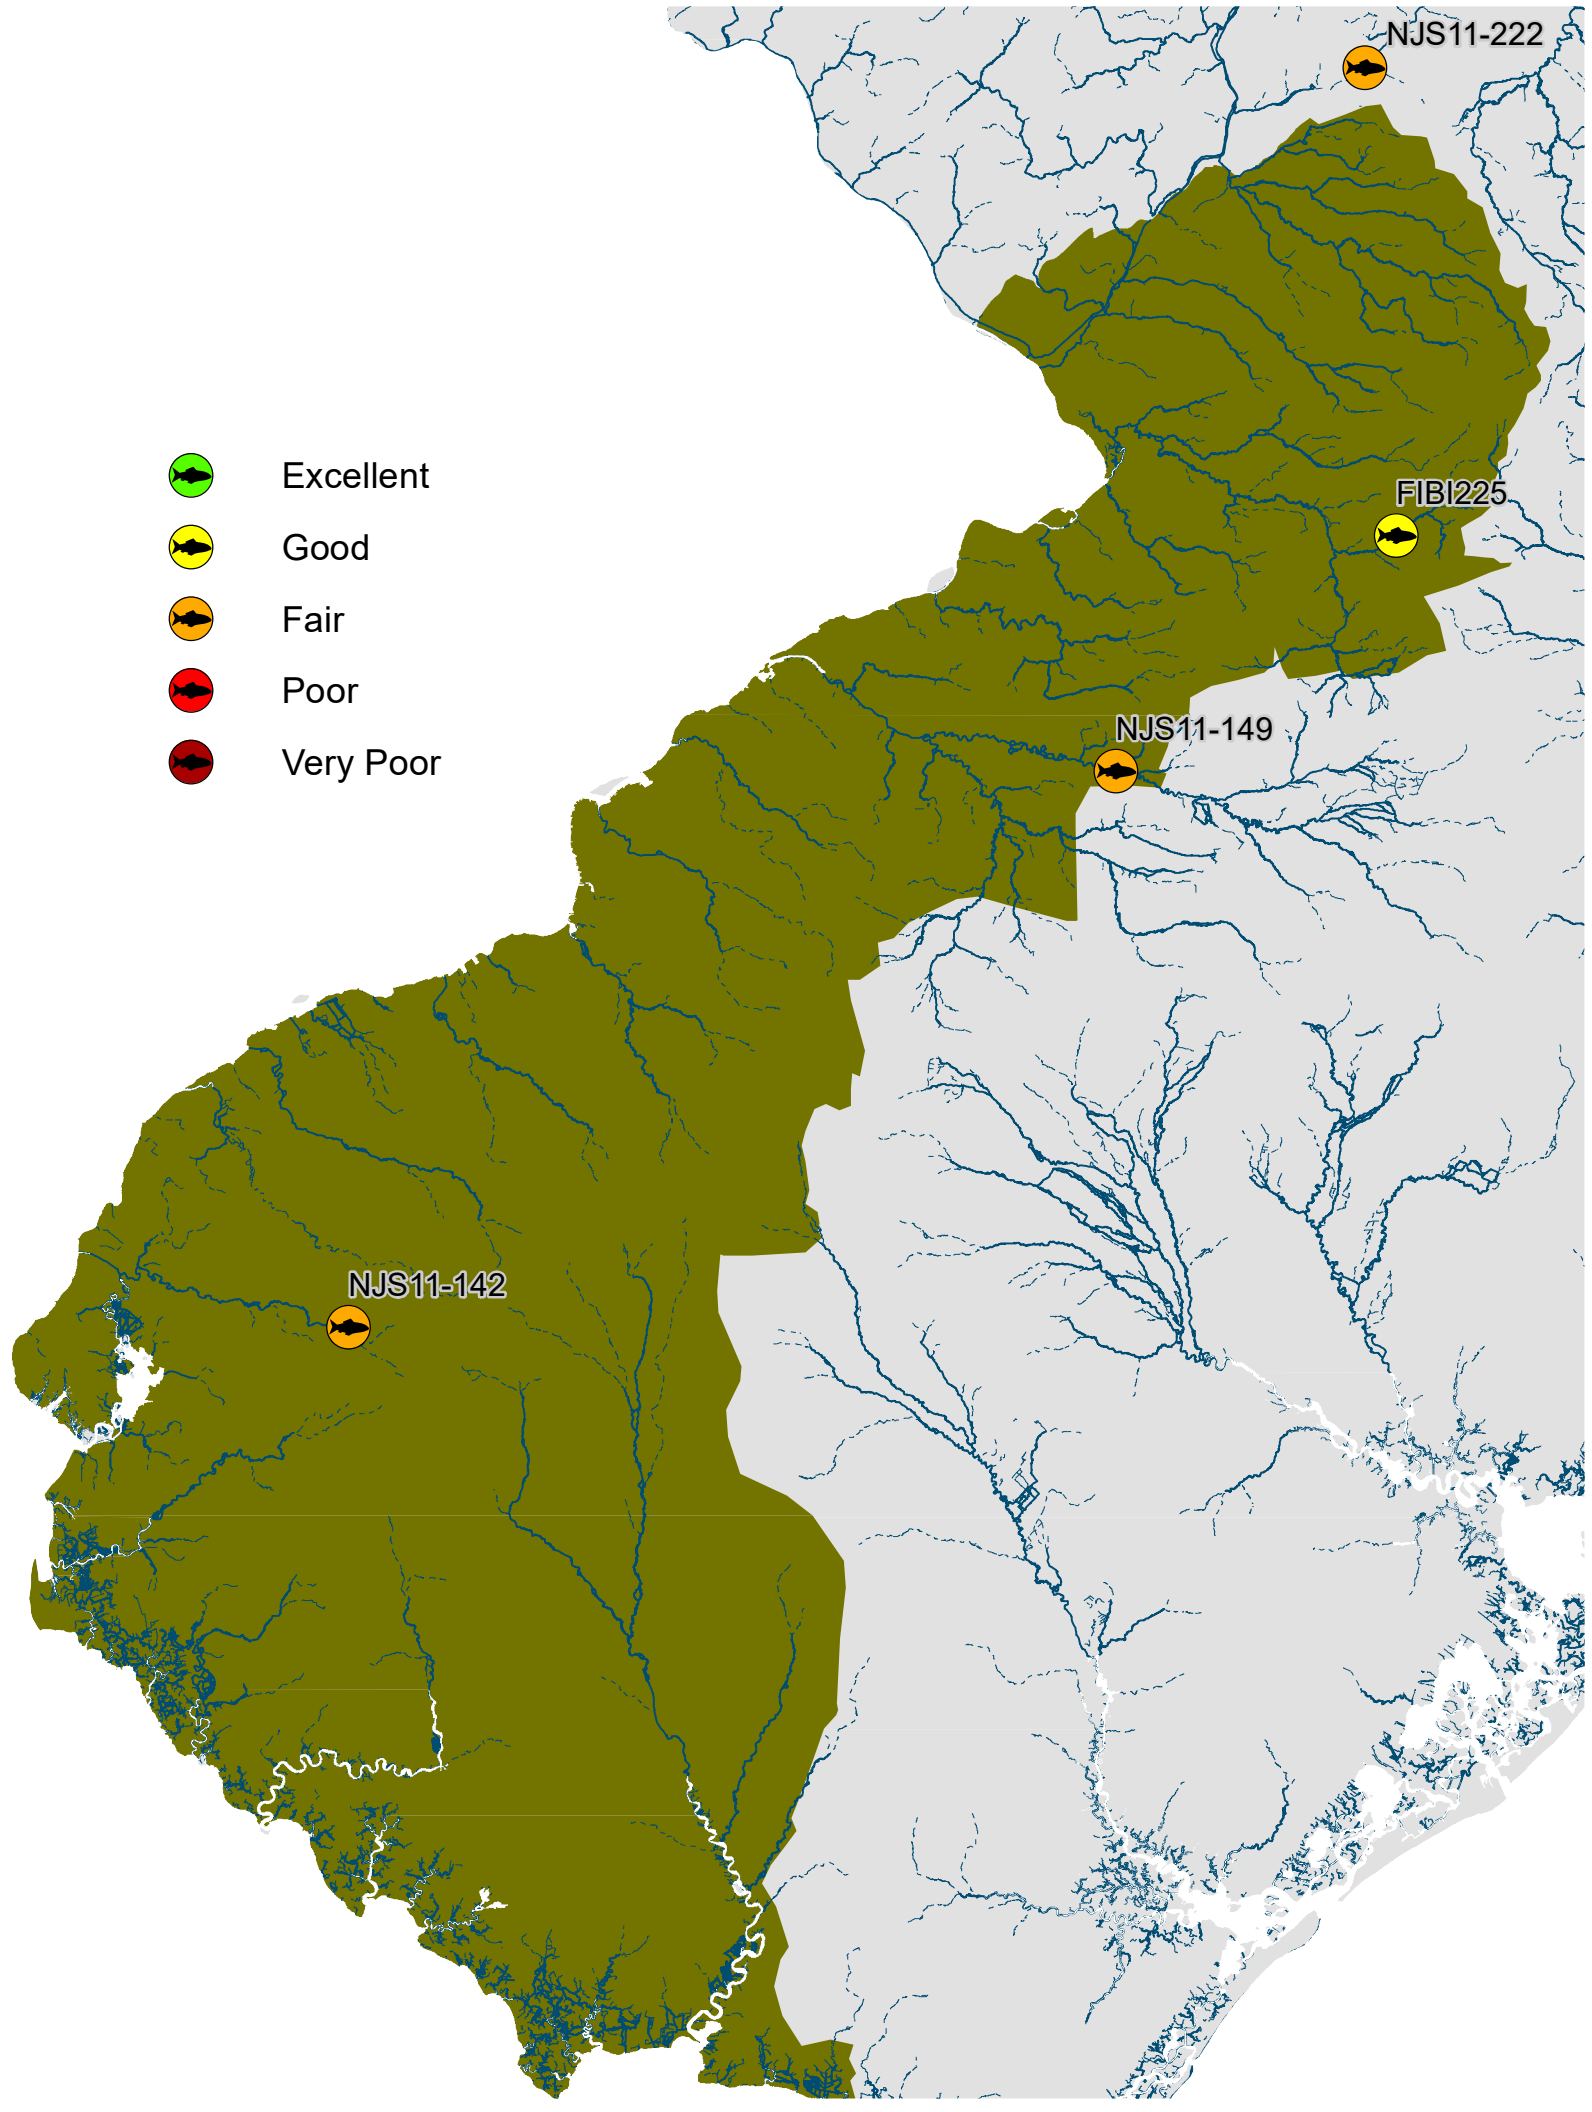 NJS11-222
Excellent
FIBI225
Good
Fair
Poor
NJS11-149
Very Poor
NJS11-142